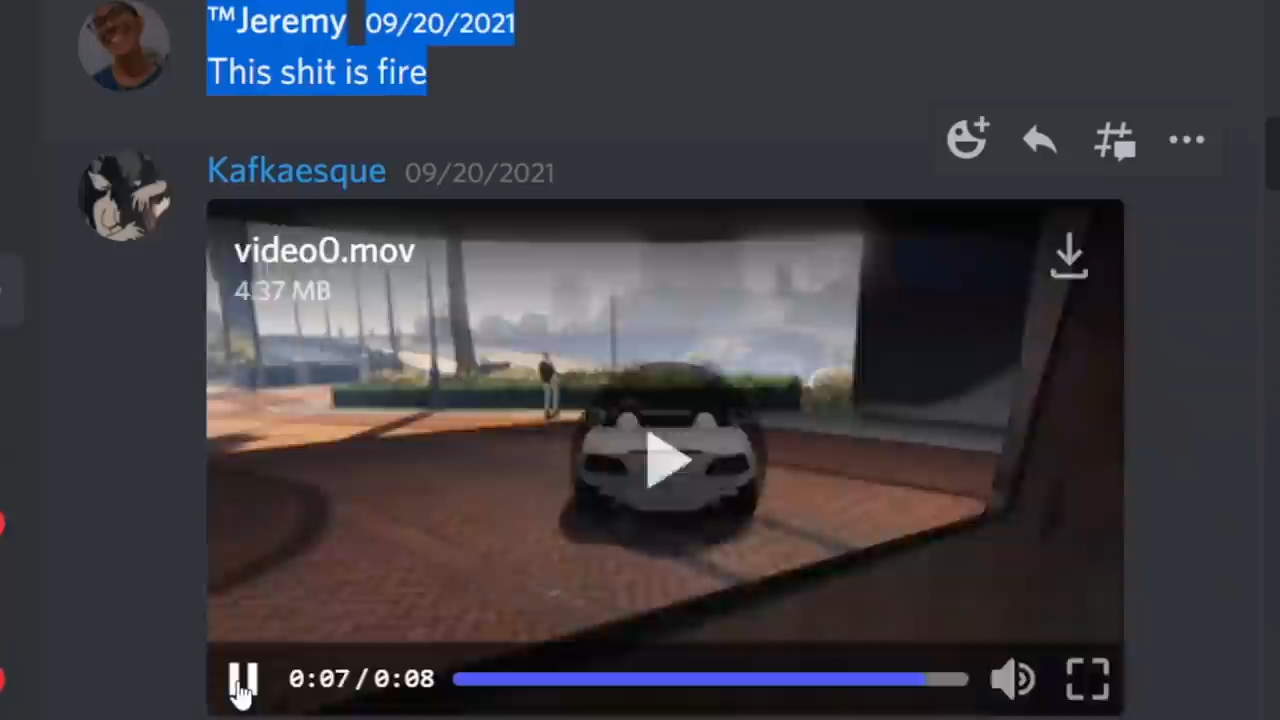 ™Jeremy 09/20/2021
This shit is fire
Kafkaesque 09/20/2021
video0.mov
4.37 MB
0:07/0:08